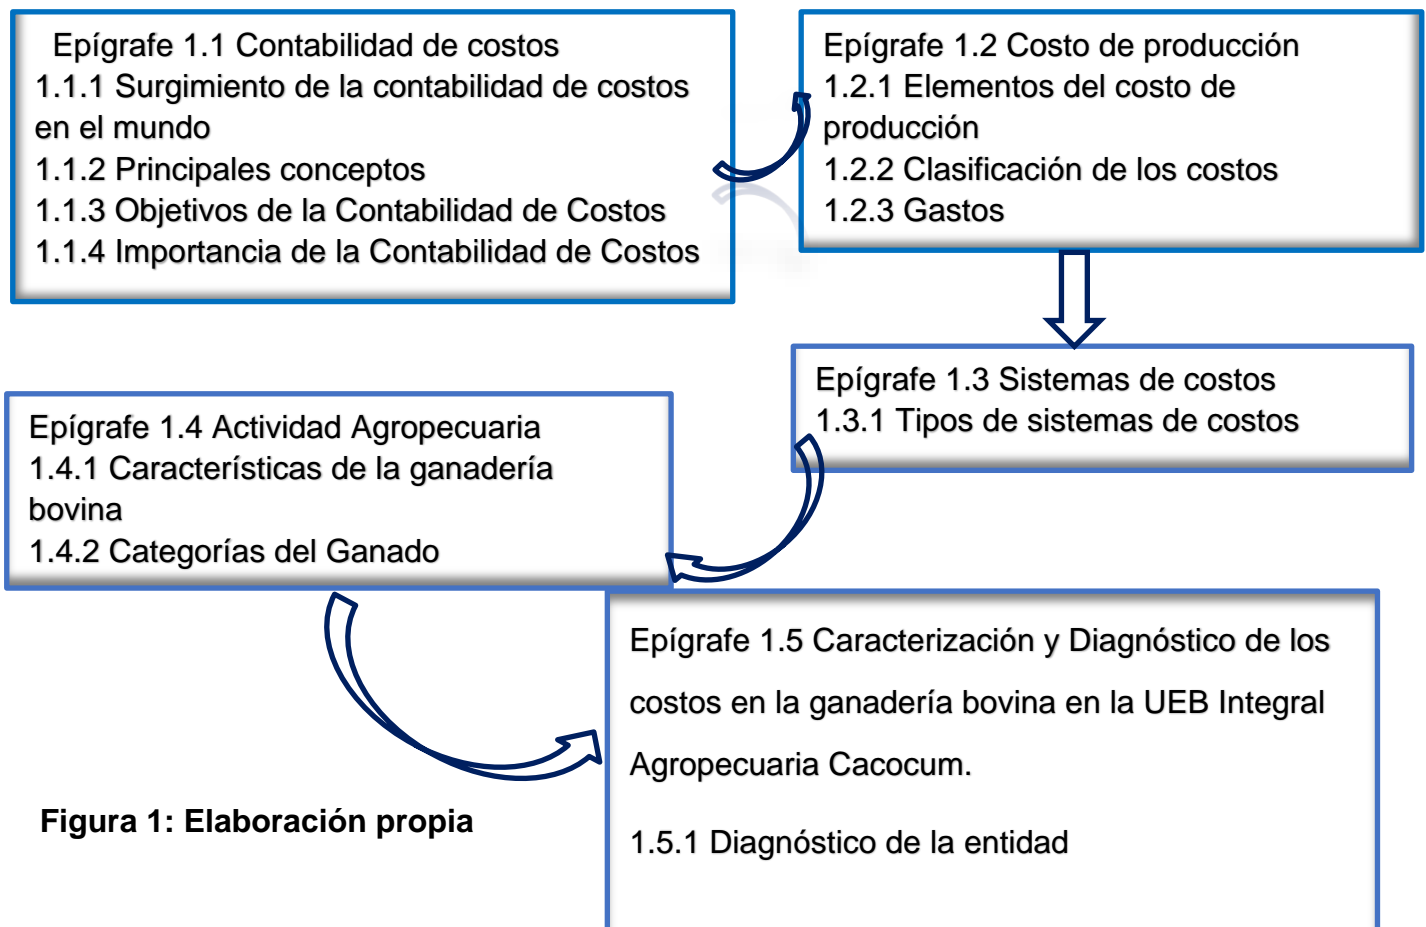 Epígrafe 1.1 Contabilidad de costos
1.1.1 Surgimiento de la contabilidad de costos
en el mundo
1.1.2 Principales conceptos
1.1.3 Objetivos de la Contabilidad de Costos
1.1.4 Importancia de la Contabilidad de Costos
Epígrafe 1.2 Costo de producción
1.2.1 Elementos del costo de
producción
1.2.2 Clasificación de los costos
1.2.3 Gastos
Epígrafe 1.3 Sistemas de costos
1.3.1 Tipos de sistemas de costos
Epígrafe 1.4 Actividad Agropecuaria
1.4.1 Características de la ganadería
bovina
1.4.2 Categorías del Ganado
Epígrafe 1.5 Caracterización y Diagnóstico de los
costos en la ganadería bovina en la UEB Integral
Agropecuaria Cacocum.
1.5.1 Diagnóstico de la entidad
Figura 1: Elaboración propia